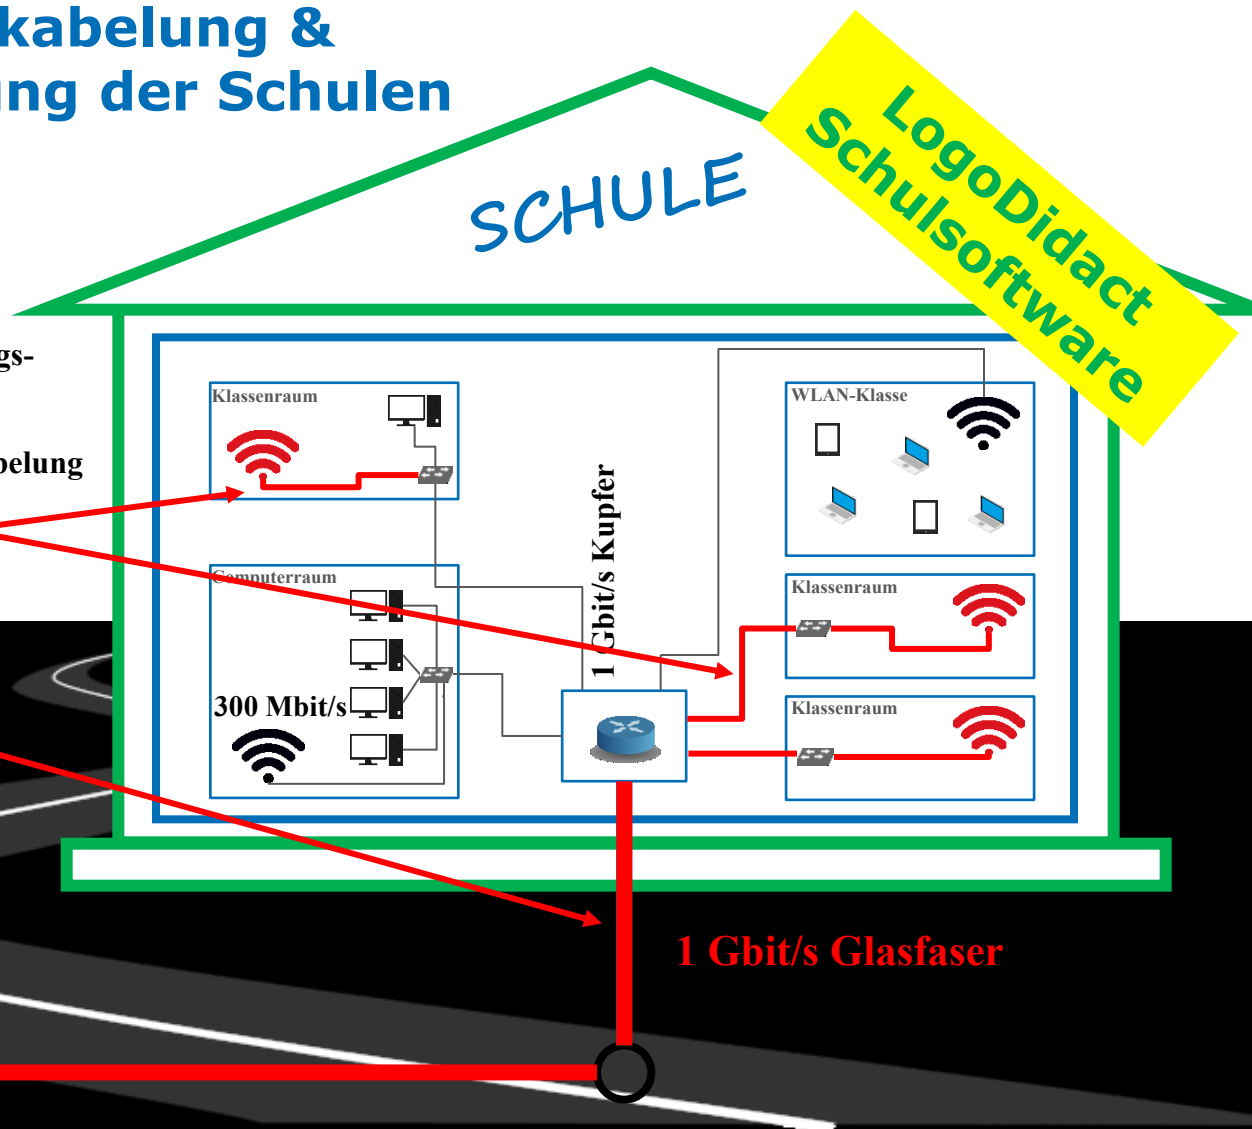 kabelung &
ung der Schulen
LogoDidact
Schulsoftware
SCHULE
gs-
belung
Klassenraum
WLAN-Klasse
1 Gbit/s Kupfer
Computerraum
Klassenraum
300 Mbit/s
Klassenraum
1 Gbit/s Glasfaser